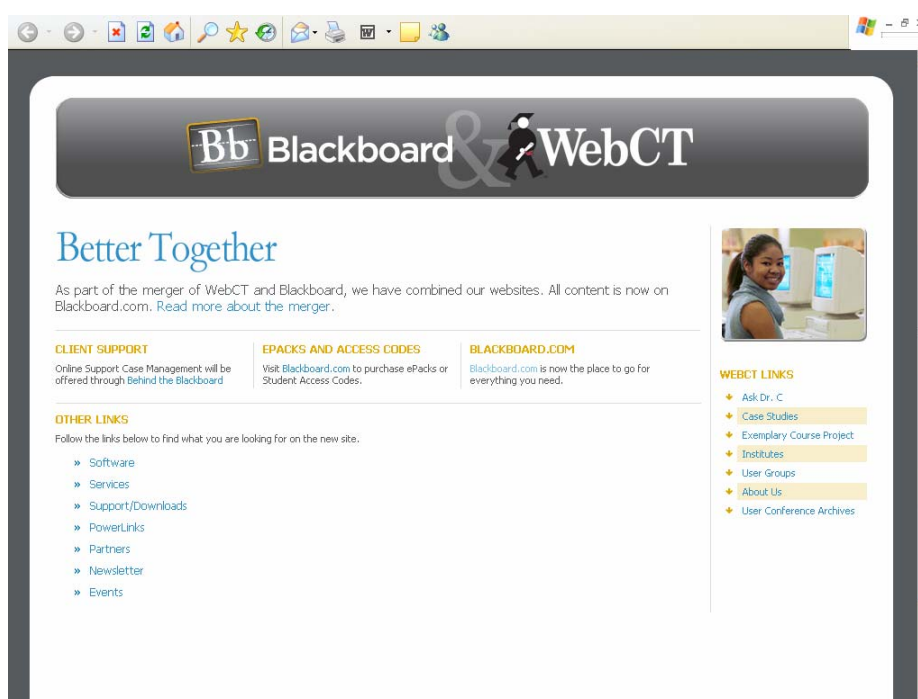 Bb Blackboard & WebCT
Better Together
As part of the merger of WebCT and Blackboard, we have combined our websites. All content is now on
Blackboard.com. Read more about the merger.
CLIENT SUPPORT
Online Support Case Management will be
offered through Behind the Blackboard
EPACKS AND ACCESS CODES
Visit Blackboard.com to purchase ePacks or
Student Access Codes.
BLACKBOARD.COM
Blackboard.com is now the place to go for
everything you need.
OTHER LINKS
Follow the links below to find what you are looking for on the new site.
» Software
» Services
» Support/Downloads
» PowerLinks
» Partners
» Newsletter
» Events
WEBCT LINKS
Ask Dr. C
Case Studies
Exemplary Course Project
Institutes
User Groups
About Us
User Conference Archives